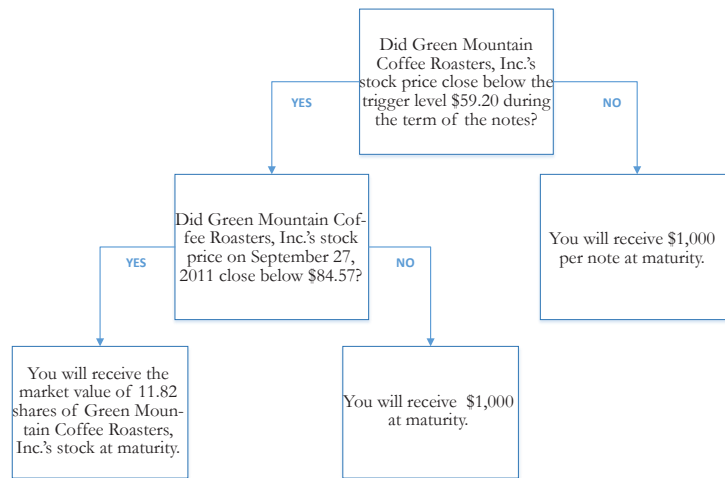 Did Green Mountain
Coffee Roasters, Inc.'s
stock price close below the
trigger level $59.20 during
the term of the notes?
YES
NO
Did Green Mountain Cof-
fee Roasters, Inc.'s stock
price on September 27,
2011 close below $84.57?
You will receive $1,000
per note at maturity.
YES
NO
You will receive the
market value of 11.82
shares of Green Moun-
tain Coffee Roasters,
Inc.'s stock at maturity.
You will receive $1,000
at maturity.